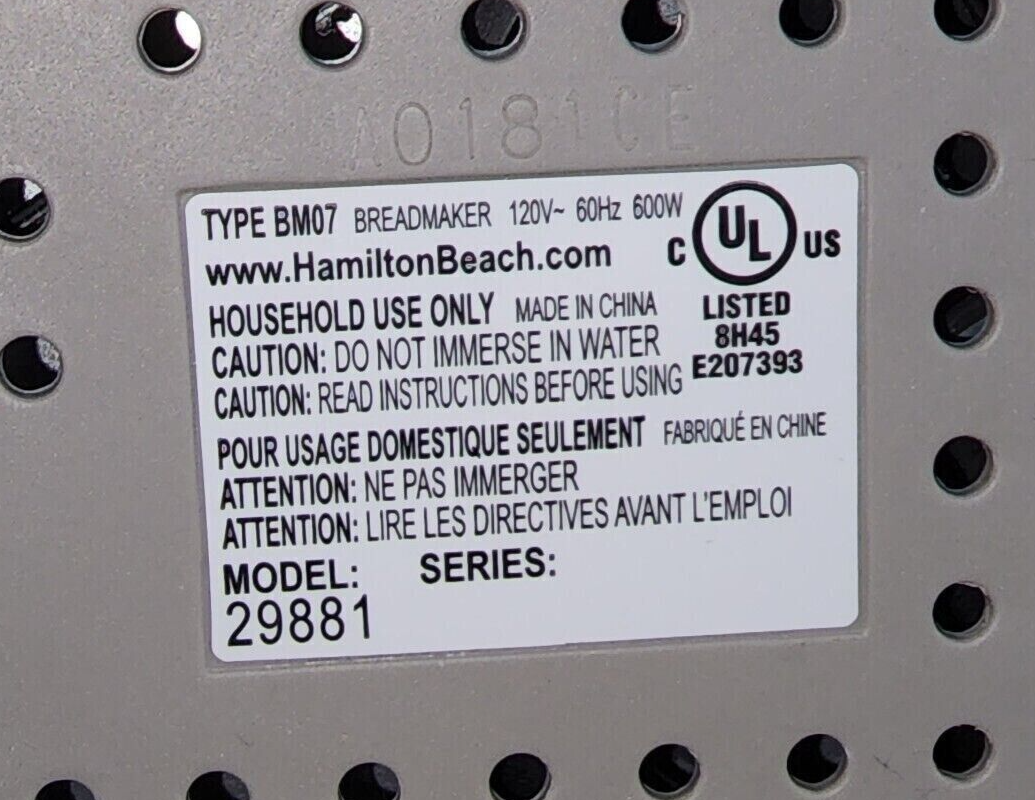 A0181CE
TYPE BM07 BREADMAKER 120V~ 60Hz 600W
www.HamiltonBeach.com
C UL US
LISTED
8H45
E207393
HOUSEHOLD USE ONLY MADE IN CHINA
CAUTION: DO NOT IMMERSE IN WATER
CAUTION: READ INSTRUCTIONS BEFORE USING
POUR USAGE DOMESTIQUE SEULEMENT FABRIQUÉ EN CHINE
ATTENTION: NE PAS IMMERGER
ATTENTION: LIRE LES DIRECTIVES AVANT L'EMPLOI
MODEL: SERIES:
29881